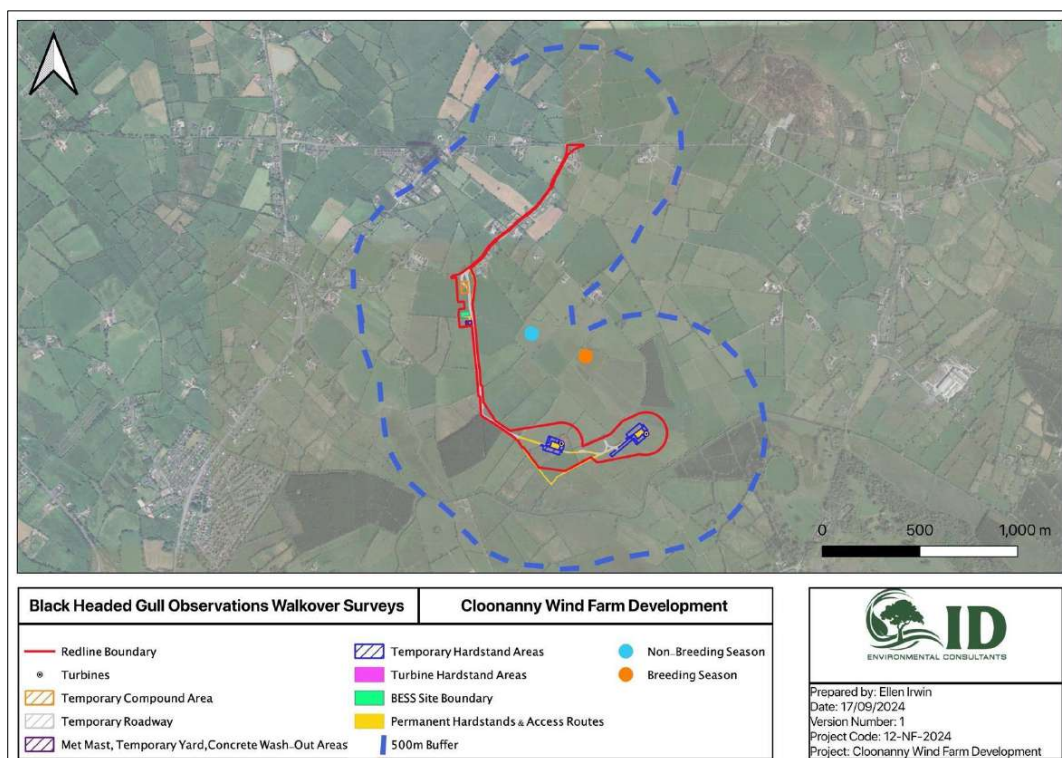 0 500 1,000 m
Black Headed Gull Observations Walkover Surveys
Cloonanny Wind Farm Development
Redline Boundary
Turbines
Temporary Compound Area
Temporary Roadway
Met Mast, Temporary Yard,Concrete Wash-Out Areas
Temporary Hardstand Areas
Turbine Hardstand Areas
BESS Site Boundary
Permanent Hardstands & Access Routes
500m Buffer
Non-Breeding Season
Breeding Season
ID
ENVIRONMENTAL CONSULTANTS
Prepared by: Ellen Irwin
Date: 17/09/2024
Version Number: 1
Project Code: 12-NF-2024
Project: Cloonanny Wind Farm Development